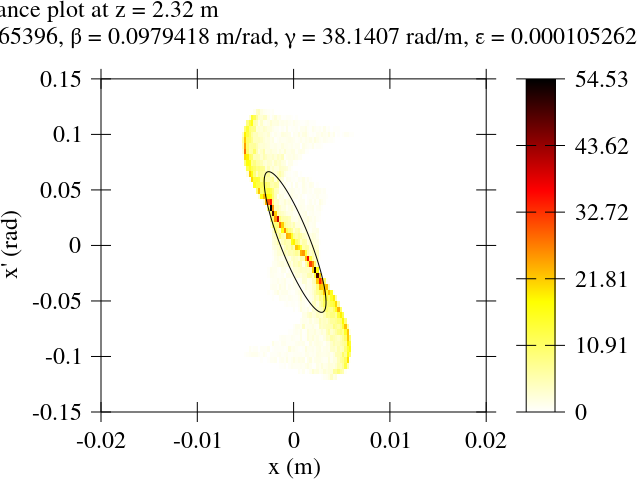 ance plot at z = 2.32 m
65396, β = 0.0979418 m/rad, γ = 38.1407 rad/m, ε = 0.000105262
0.15
0.1
0.05
0
-0.05
-0.1
-0.15
x' (rad)
-0.02 -0.01 0 0.01 0.02
x (m)
54.53
43.62
32.72
21.81
10.91
0